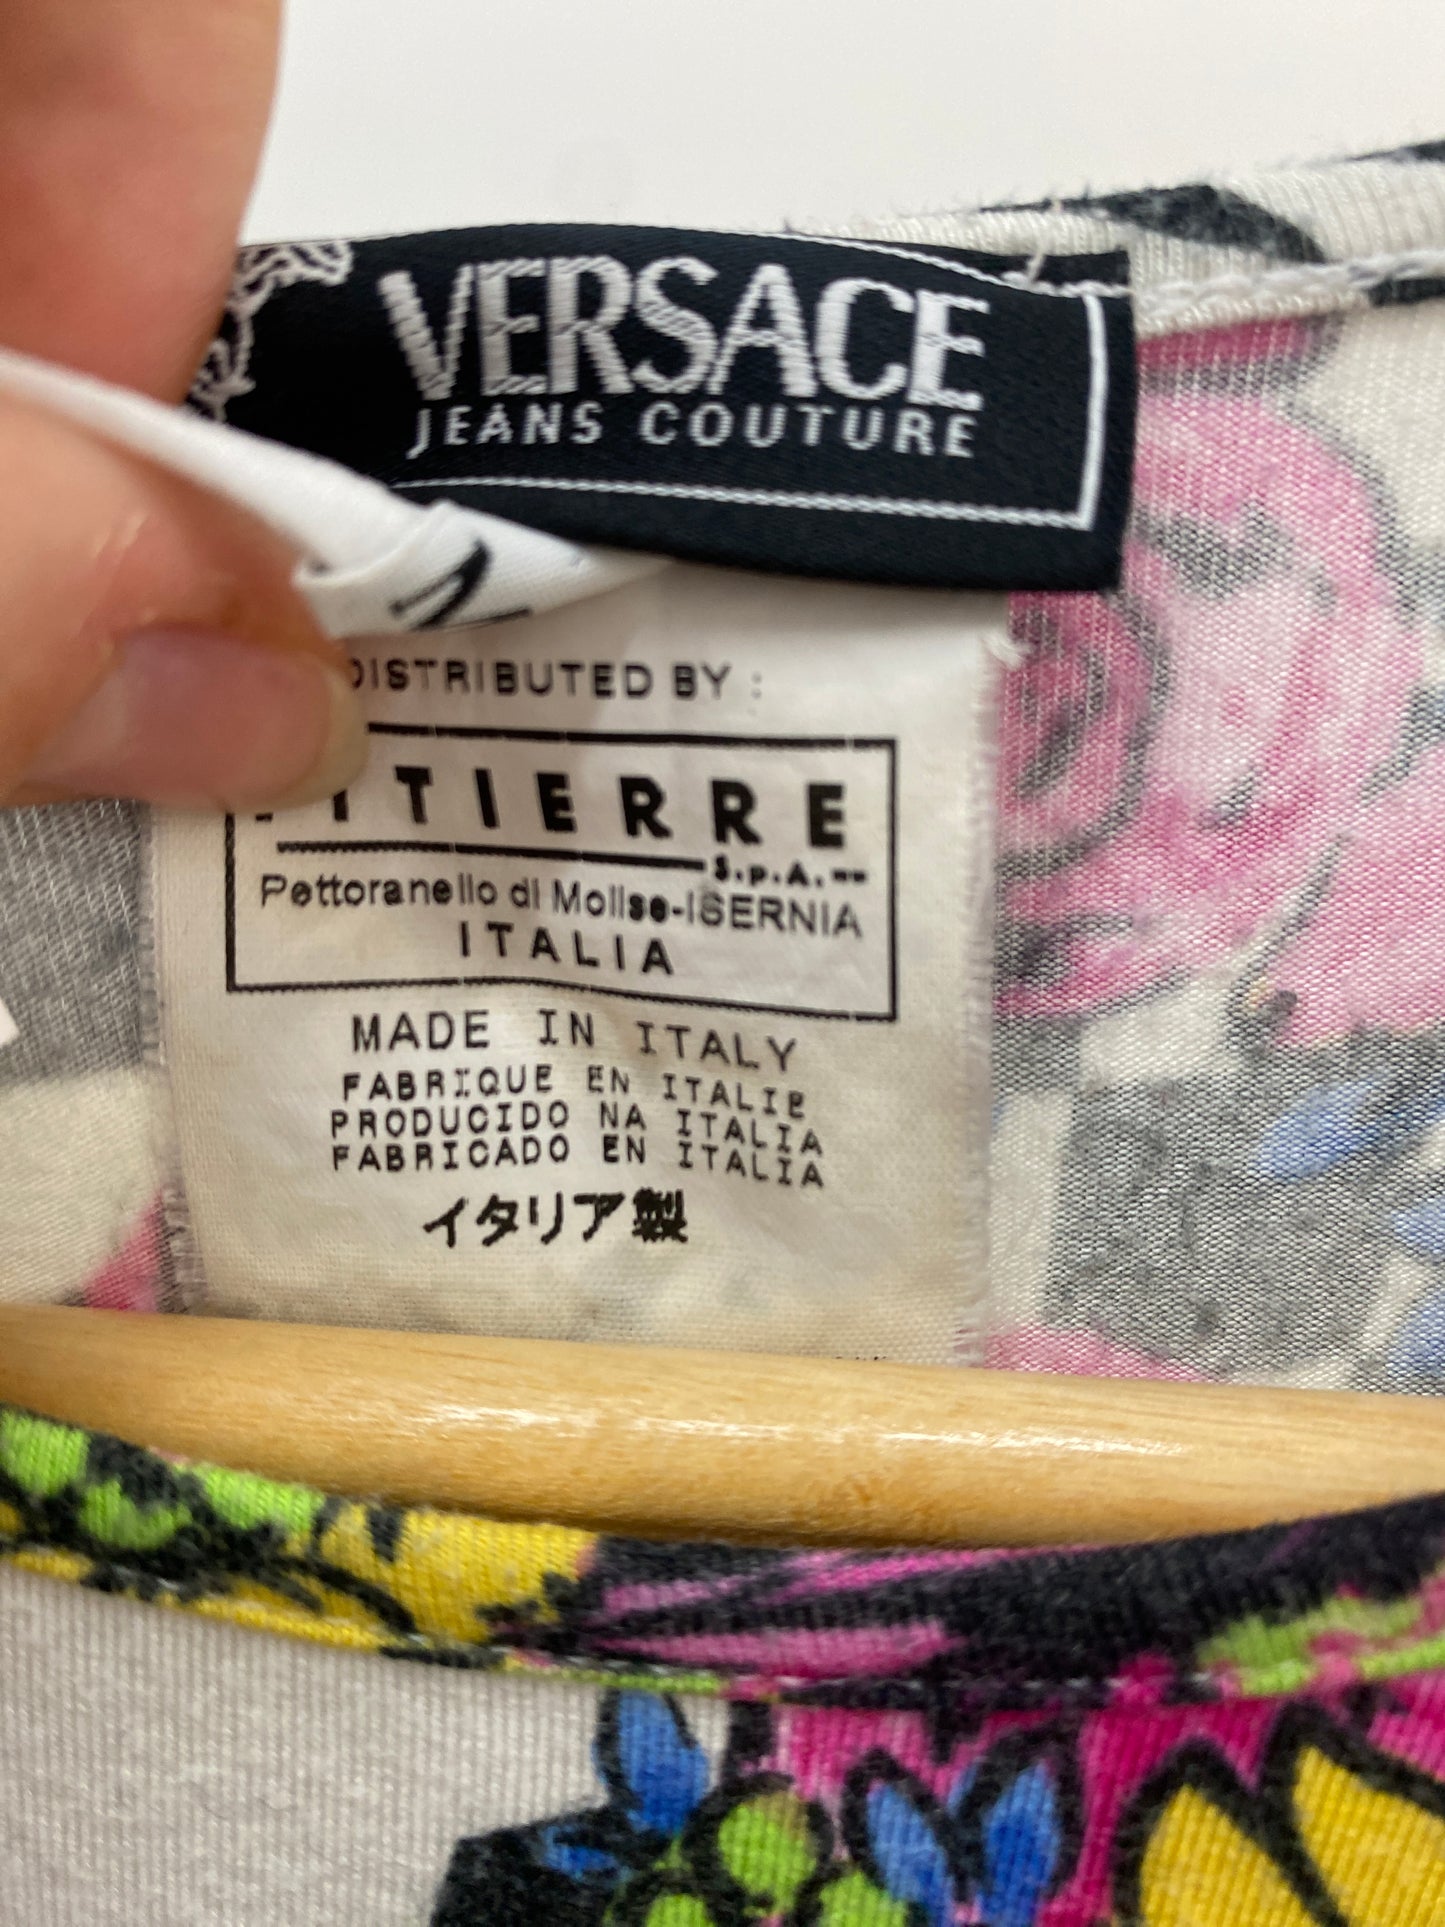 VERSACE
JEANS COUTURE
DISTRIBUTED BY :
ITTIERRE
S.p.A.
Pettoranello di Molise-ISERNIA
ITALIA
MADE IN ITALY
FABRIQUE EN ITALIE
PRODUCIDO NA ITALIA
FABRICADO EN ITALIA
イタリア製